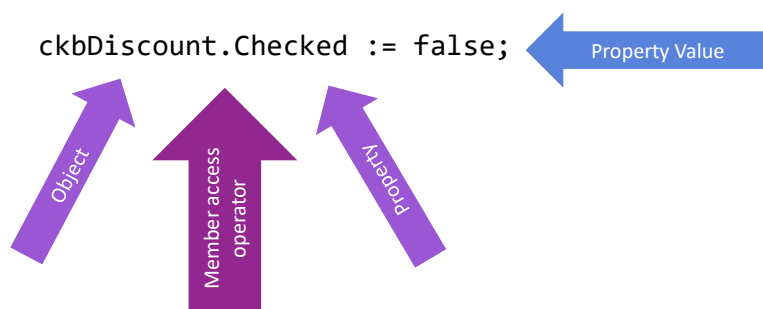 ckbDiscount.Checked := false;
Property Value
Object
Member access
operator
Property